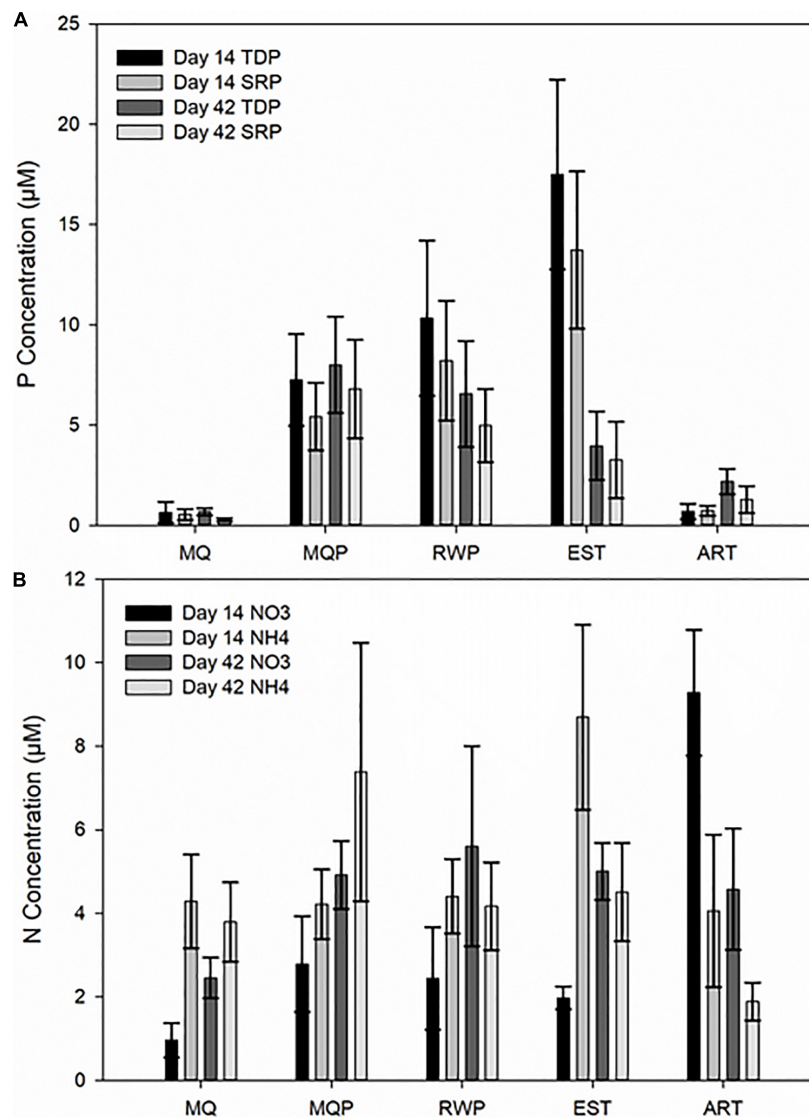 A
25
20
15
10
5
0
P Concentration (µM)
Day 14 TDP
Day 14 SRP
Day 42 TDP
Day 42 SRP
MQ MQP RWP EST ART
B
12
10
8
6
4
2
0
N Concentration (µM)
Day 14 NO3
Day 14 NH4
Day 42 NO3
Day 42 NH4
MQ MQP RWP EST ART